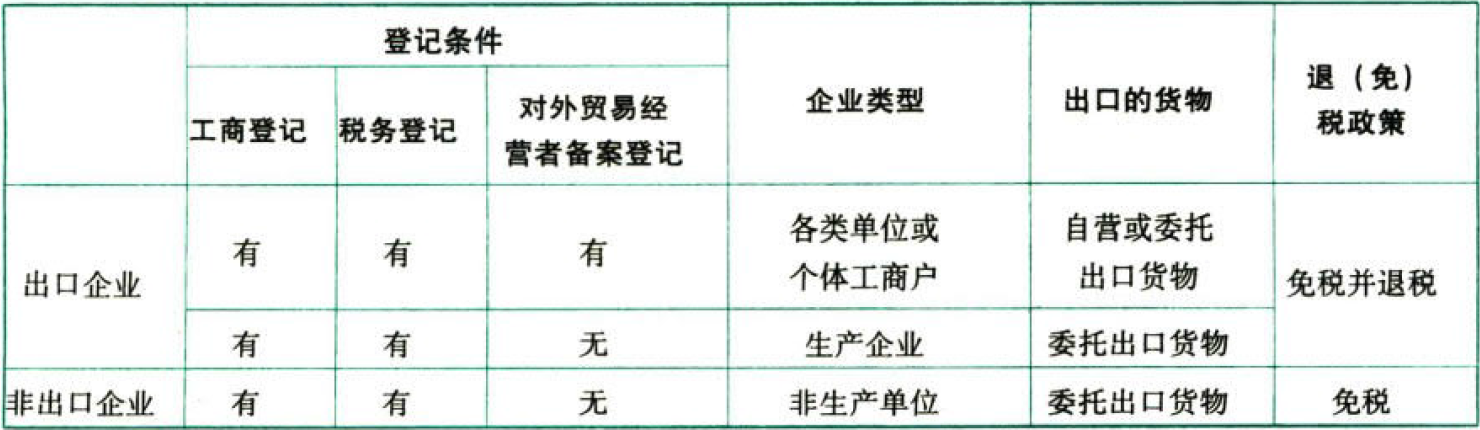 登记条件
企业类型
出口的货物
退（免）
税政策
工商登记
税务登记
对外贸易经
营者备案登记
出口企业
有
有
有
各类单位或
个体工商户
自营或委托
出口货物
免税并退税
有
有
无
生产企业
委托出口货物
非出口企业
有
有
无
非生产单位
委托出口货物
免税